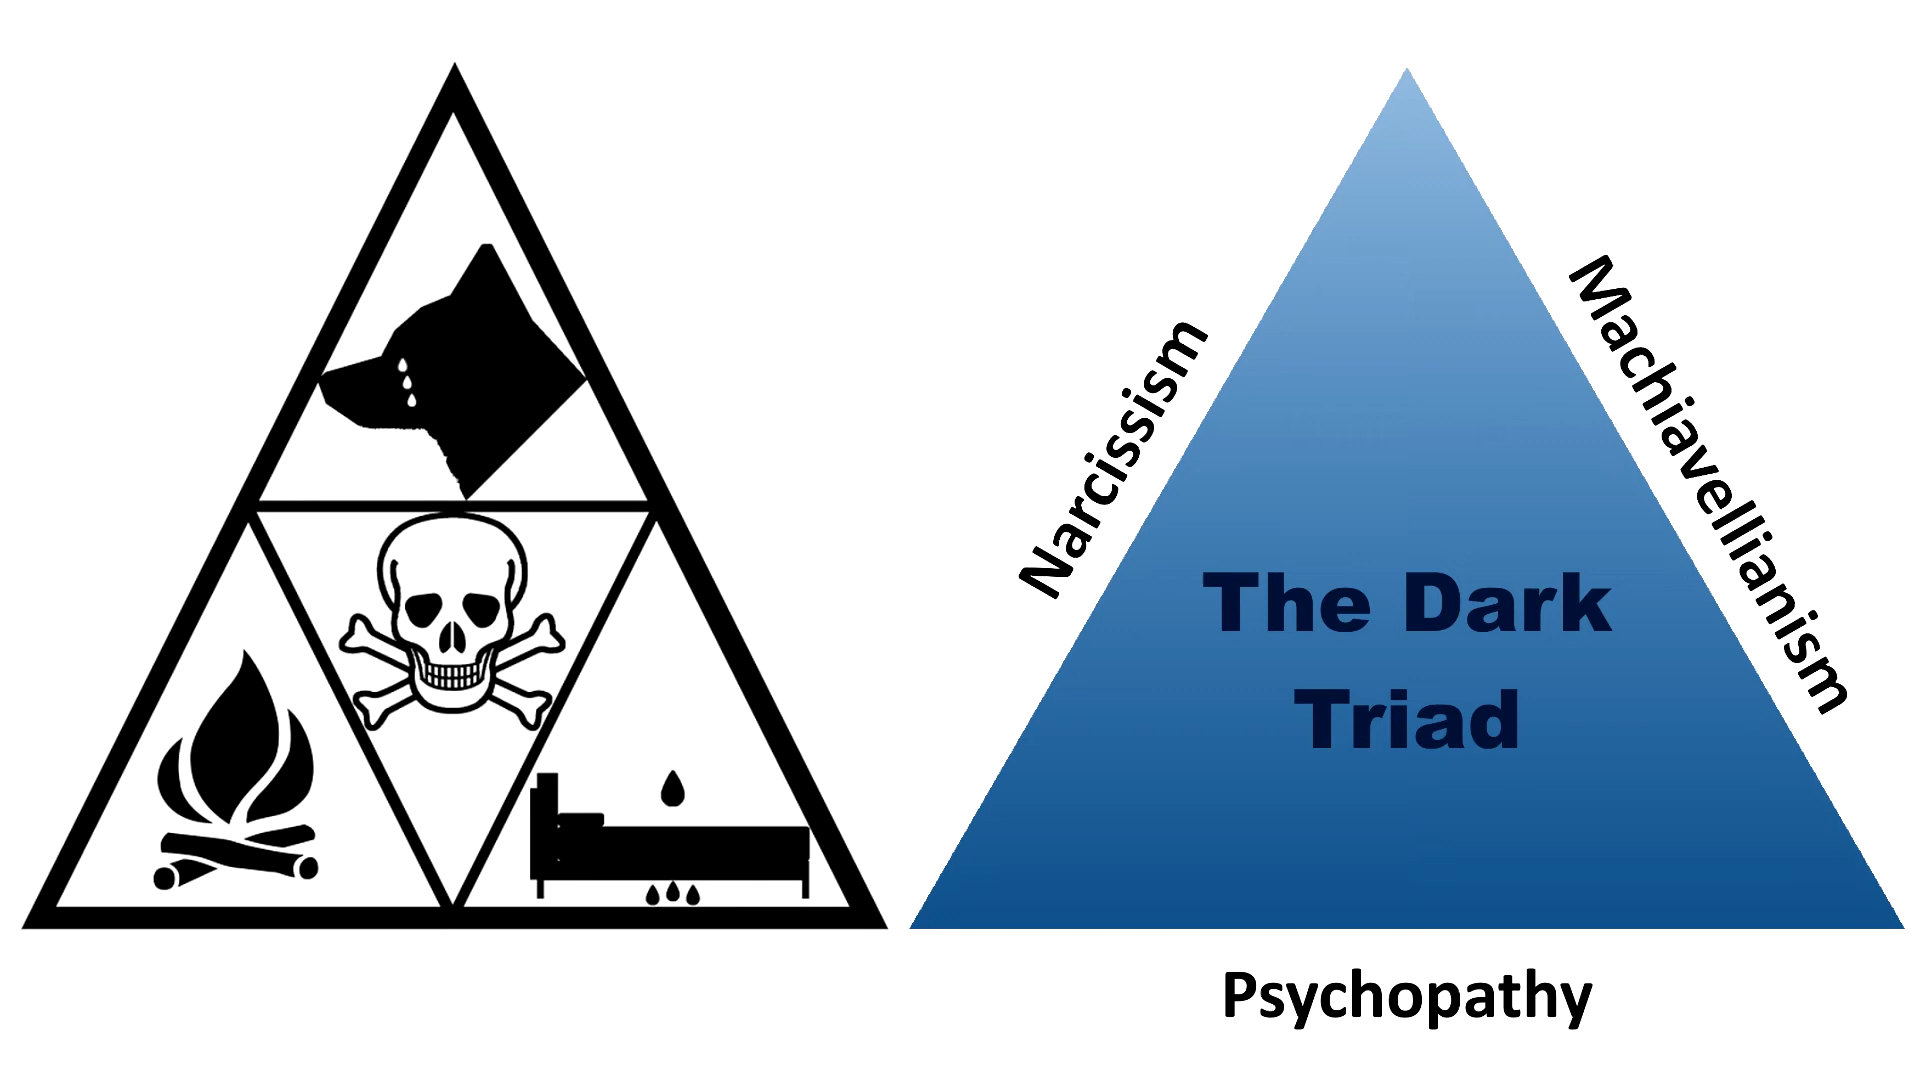 Narcissism
Machiavellianism
The Dark
Triad
Psychopathy